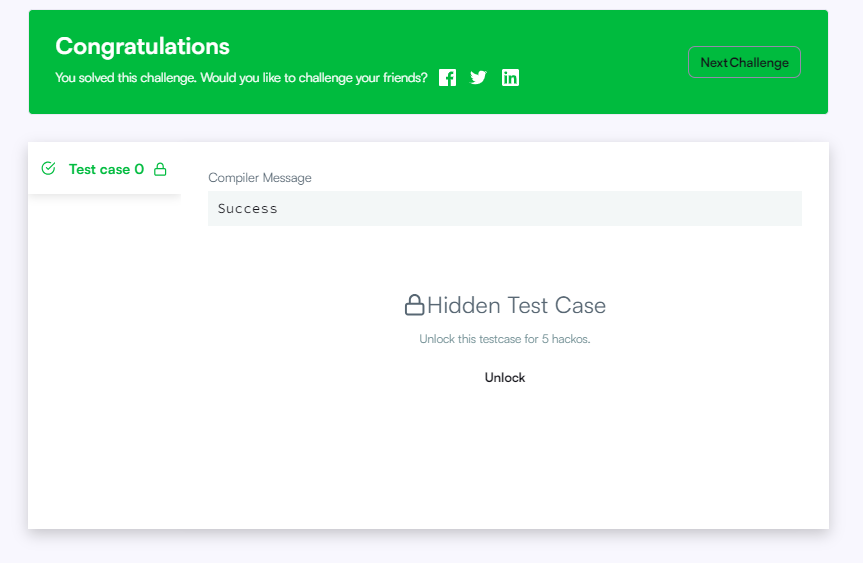 Congratulations
You solved this challenge. Would you like to challenge your friends?
Next Challenge
Test case 0
Compiler Message
Success
Hidden Test Case
Unlock this testcase for 5 hackos.
Unlock